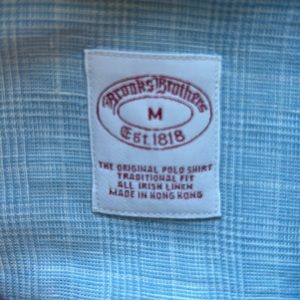 Brooks Brothers
M
Est. 1818
THE ORIGINAL POLO SHIRT
TRADITIONAL FIT
ALL IRISH LINEN
MADE IN HONG KONG